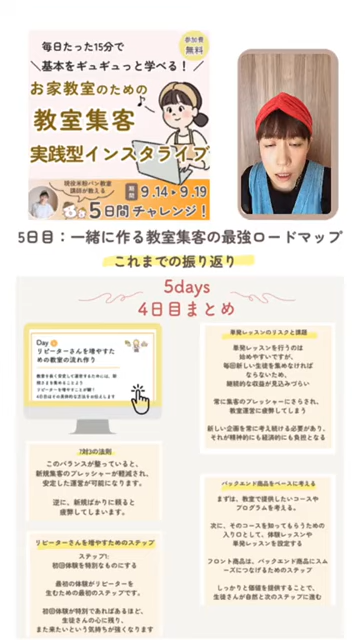 毎日たった15分で
＼基本をギュギュっと学べる！／
参加費
無料
お家教室のための
教室集客
実践型インスタライブ
現役米粉パン教室
講師が教える
期間
9.14▶9.19
5日間チャレンジ！
5日目：一緒に作る教室集客の最強ロードマップ
これまでの振り返り
5days
4日目まとめ
Day
リピーターさんを増やすた
めの教室の流れ作り
7対3の法則
このバランスが整っていると、
新規集客のプレッシャーが軽減され、
安定した運営が可能になります。
逆に、新規ばかりに頼ると
疲弊してしまいます。
リピーターさんを増やすためのステップ
ステップ1:
初回体験を特別なものにする
最初の体験がリピーターを
生むための最初のステップです。
初回体験が特別であればあるほど、
生徒さんの心に残り、
また来たいという気持ちが強くなります
単発レッスンのリスクと課題
単発レッスンを行うのは
始めやすいですが、
毎回新しい生徒を集めなければ
ならないため、
継続的な収益が見込みづらい
常に集客のプレッシャーにさらされ、
教室運営に疲弊してしまう
新しい企画を常に考え続ける必要があり、
それが精神的にも経済的にも負担となる
バックエンド商品をベースに考える
まずは、教室で提供したいコースや
プログラムを考える。
次に、そのコースを知ってもらうための
入り口として、体験レッスンや
単発レッスンを設定する
フロント商品は、バックエンド商品にスム
ーズにつなげるためのステップ
しっかりと価値を提供することで、
生徒さんが自然と次のステップに進む